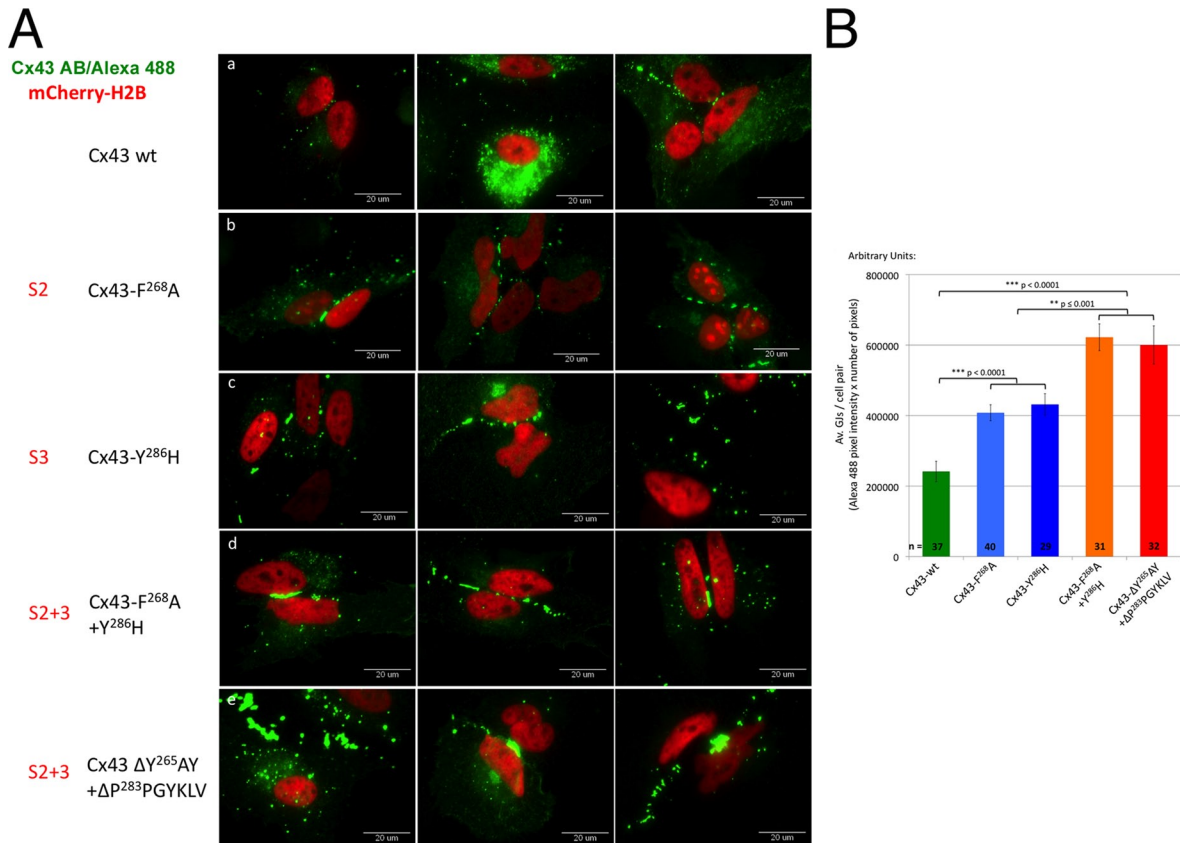 A
B
Cx43 AB/Alexa 488
mCherry-H2B
Cx43 wt
a
20 um
20 um
20 um
S2
Cx43-F²⁶⁸A
b
20 um
20 um
20 um
S3
Cx43-Y²⁸⁶H
c
20 um
20 um
20 um
S2+3
Cx43-F²⁶⁸A
+Y²⁸⁶H
d
20 um
20 um
20 um
S2+3
Cx43 ΔY²⁶⁵AY
+ΔP²⁸³PGYKLV
e
20 um
20 um
20 um
Arbitrary Units:
Av. GJs / cell pair
(Alexa 488 pixel intensity x number of pixels)
800000
600000
400000
200000
0
*** p < 0.0001
** p ≤ 0.001
*** p < 0.0001
n = 37 40 29 31 32
Cx43-wt
Cx43-F²⁶⁸A
Cx43-Y²⁸⁶H
Cx43-F²⁶⁸A
+Y²⁸⁶H
Cx43-ΔY²⁶⁵AY
+ΔP²⁸³PGYKLV